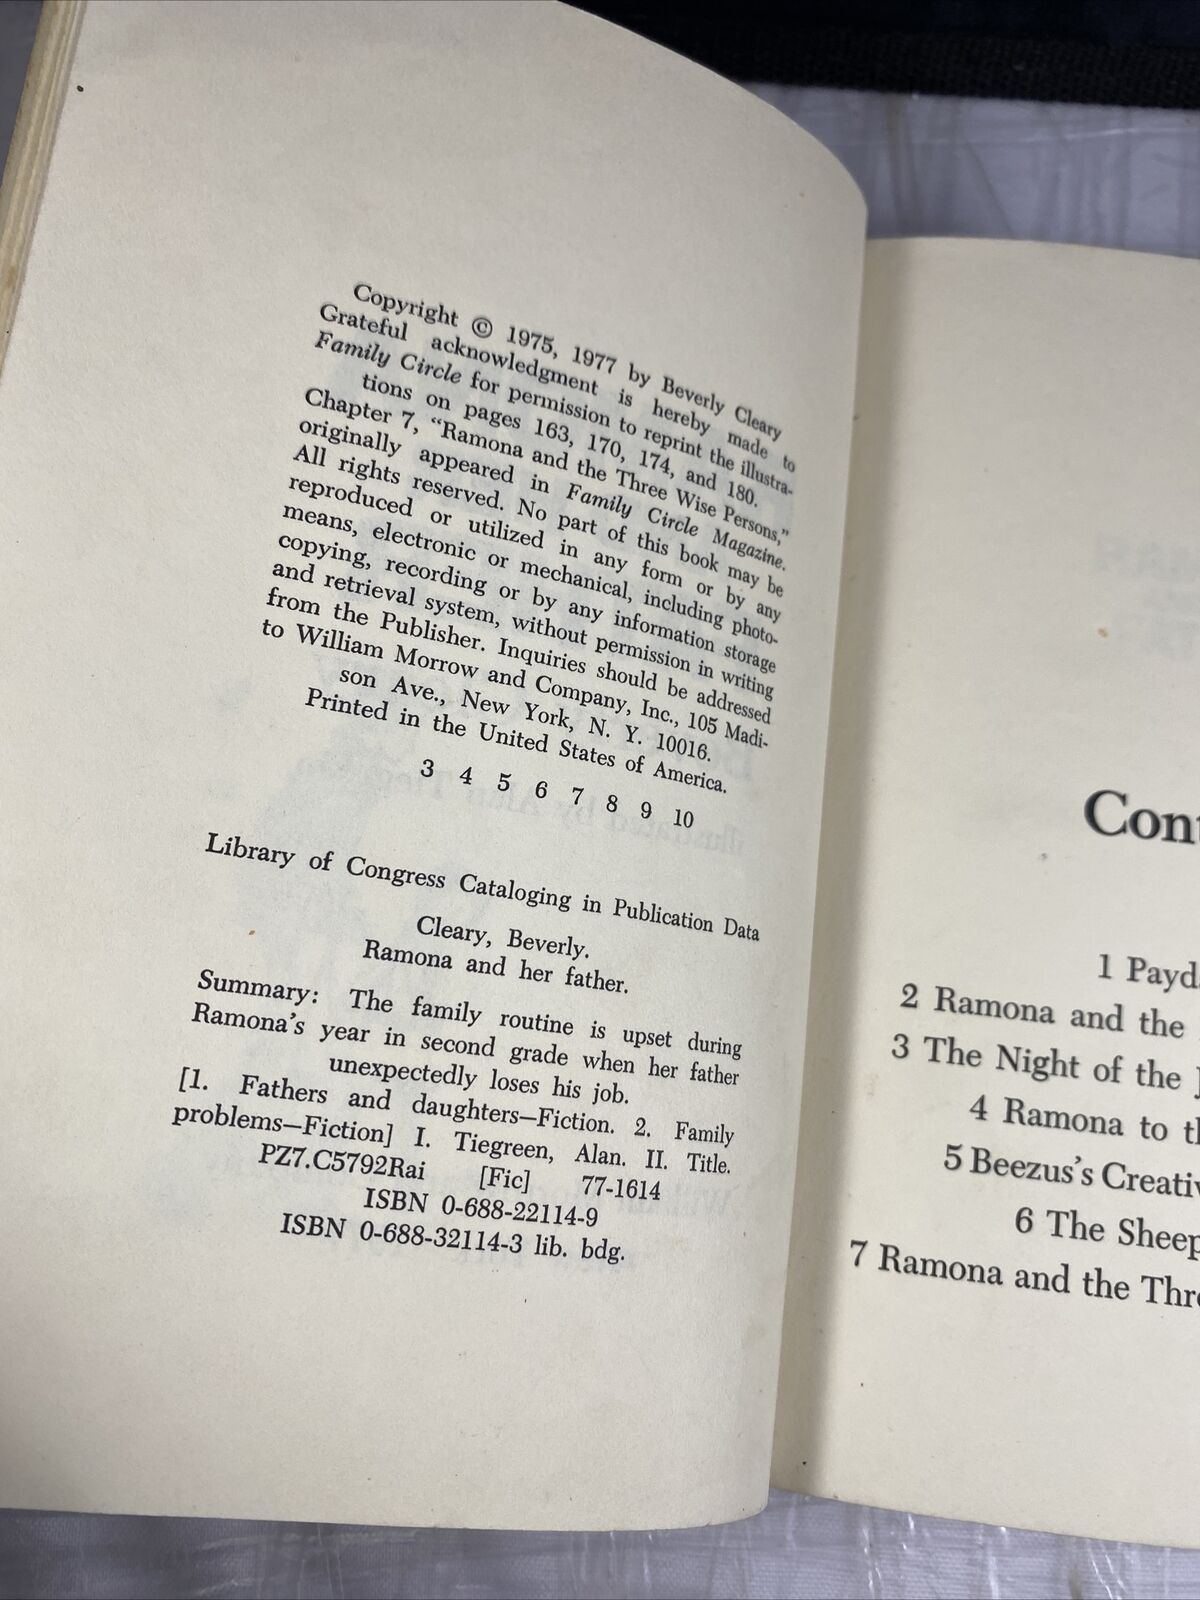 Copyright © 1975, 1977 by Beverly Cleary
Grateful acknowledgment is hereby made to
Family Circle for permission to reprint the illustra-
tions on pages 163, 170, 174, and 180.
Chapter 7, "Ramona and the Three Wise Persons,"
originally appeared in Family Circle Magazine.
All rights reserved. No part of this book may be
reproduced or utilized in any form or by any
means, electronic or mechanical, including photo-
copying, recording or by any information storage
and retrieval system, without permission in writing
from the Publisher. Inquiries should be addressed
to William Morrow and Company, Inc., 105 Madi-
son Ave., New York, N. Y. 10016.
Printed in the United States of America.
3 4 5 6 7 8 9 10
Library of Congress Cataloging in Publication Data
Cleary, Beverly.
Ramona and her father.
Summary: The family routine is upset during
Ramona's year in second grade when her father
unexpectedly loses his job.
[1. Fathers and daughters—Fiction. 2. Family
problems—Fiction] I. Tiegreen, Alan. II. Title.
PZ7.C5792Rai [Fic] 77-1614
ISBN 0-688-22114-9
ISBN 0-688-32114-3 lib. bdg.
Cont
1 Payd
2 Ramona and the
3 The Night of the J
4 Ramona to th
5 Beezus's Creativ
6 The Sheep
7 Ramona and the Thre